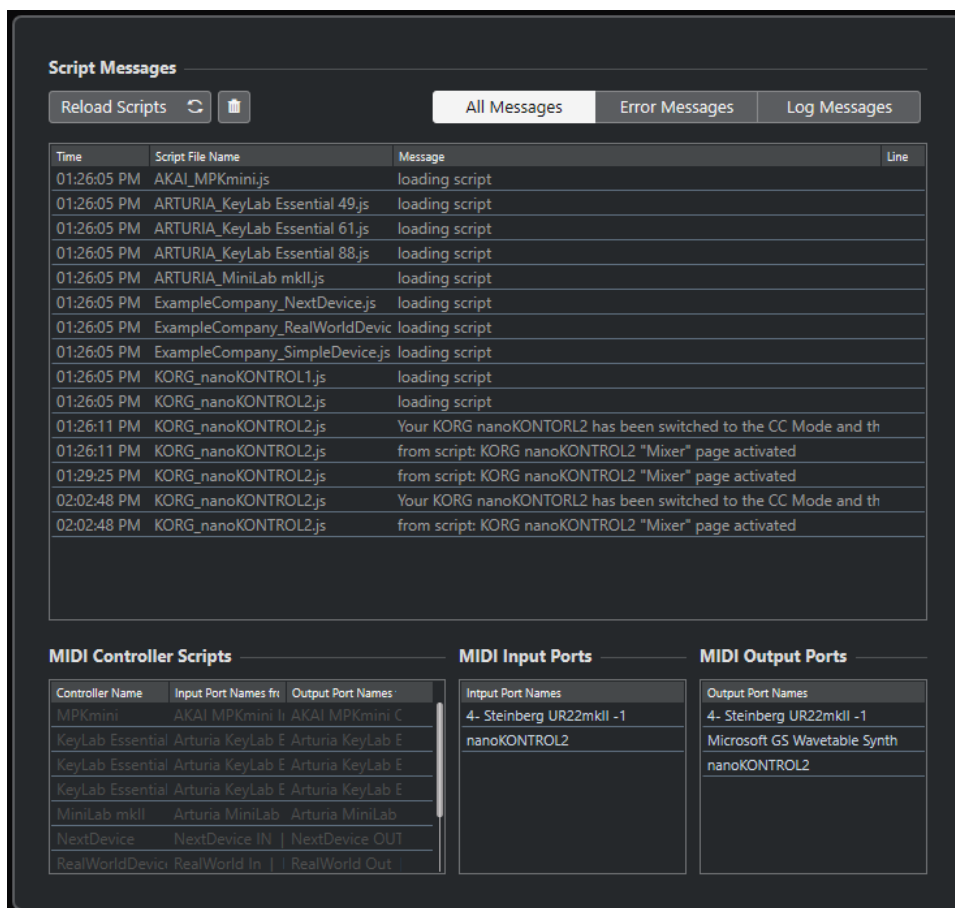 Script Messages
Reload Scripts All Messages Error Messages Log Messages
Time Script File Name Message Line
01:26:05 PM AKAI_MPKmini.js loading script
01:26:05 PM ARTURIA_KeyLab Essential 49.js loading script
01:26:05 PM ARTURIA_KeyLab Essential 61.js loading script
01:26:05 PM ARTURIA_KeyLab Essential 88.js loading script
01:26:05 PM ARTURIA_MiniLab mkII.js loading script
01:26:05 PM ExampleCompany_NextDevice.js loading script
01:26:05 PM ExampleCompany_RealWorldDevic loading script
01:26:05 PM ExampleCompany_SimpleDevice.js loading script
01:26:05 PM KORG_nanoKONTROL1.js loading script
01:26:05 PM KORG_nanoKONTROL2.js loading script
01:26:11 PM KORG_nanoKONTROL2.js Your KORG nanoKONTORL2 has been switched to the CC Mode and th
01:26:11 PM KORG_nanoKONTROL2.js from script: KORG nanoKONTROL2 "Mixer" page activated
01:29:25 PM KORG_nanoKONTROL2.js from script: KORG nanoKONTROL2 "Mixer" page activated
02:02:48 PM KORG_nanoKONTROL2.js Your KORG nanoKONTORL2 has been switched to the CC Mode and th
02:02:48 PM KORG_nanoKONTROL2.js from script: KORG nanoKONTROL2 "Mixer" page activated
MIDI Controller Scripts
Controller Name Input Port Names fr Output Port Names
MPKmini AKAI MPKmini I AKAI MPKmini C
KeyLab Essential Arturia KeyLab E Arturia KeyLab E
KeyLab Essential Arturia KeyLab E Arturia KeyLab E
KeyLab Essential Arturia KeyLab E Arturia KeyLab E
MiniLab mkII Arturia MiniLab Arturia MiniLab
NextDevice NextDevice IN | NextDevice OUT
RealWorldDevic RealWorld In | RealWorld Out
MIDI Input Ports
Intput Port Names
4- Steinberg UR22mkII -1
nanoKONTROL2
MIDI Output Ports
Output Port Names
4- Steinberg UR22mkII -1
Microsoft GS Wavetable Synth
nanoKONTROL2